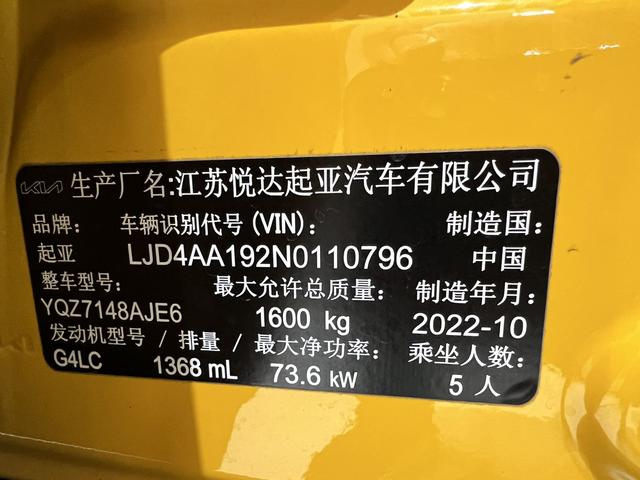 KIA 生产厂名:江苏悦达起亚汽车有限公司
品牌: 车辆识别代号(VIN): 制造国:
起亚 LJD4AA192N0110796 中国
整车型号: 最大允许总质量: 制造年月:
YQZ7148AJE6 1600 kg 2022-10
发动机型号 / 排量 / 最大净功率: 乘坐人数:
G4LC 1368 mL 73.6 kW 5 人